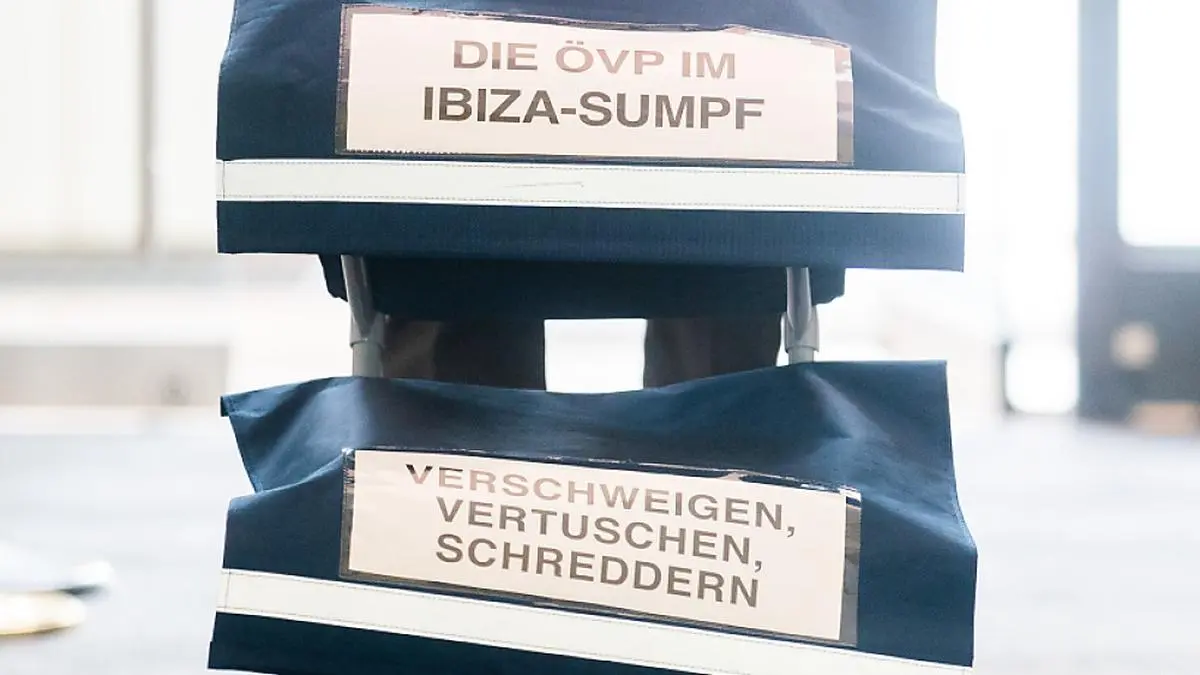 DIE ÖVP IM
IBIZA-SUMPF
VERSCHWEIGEN,
VERTUSCHEN,
SCHREDDERN